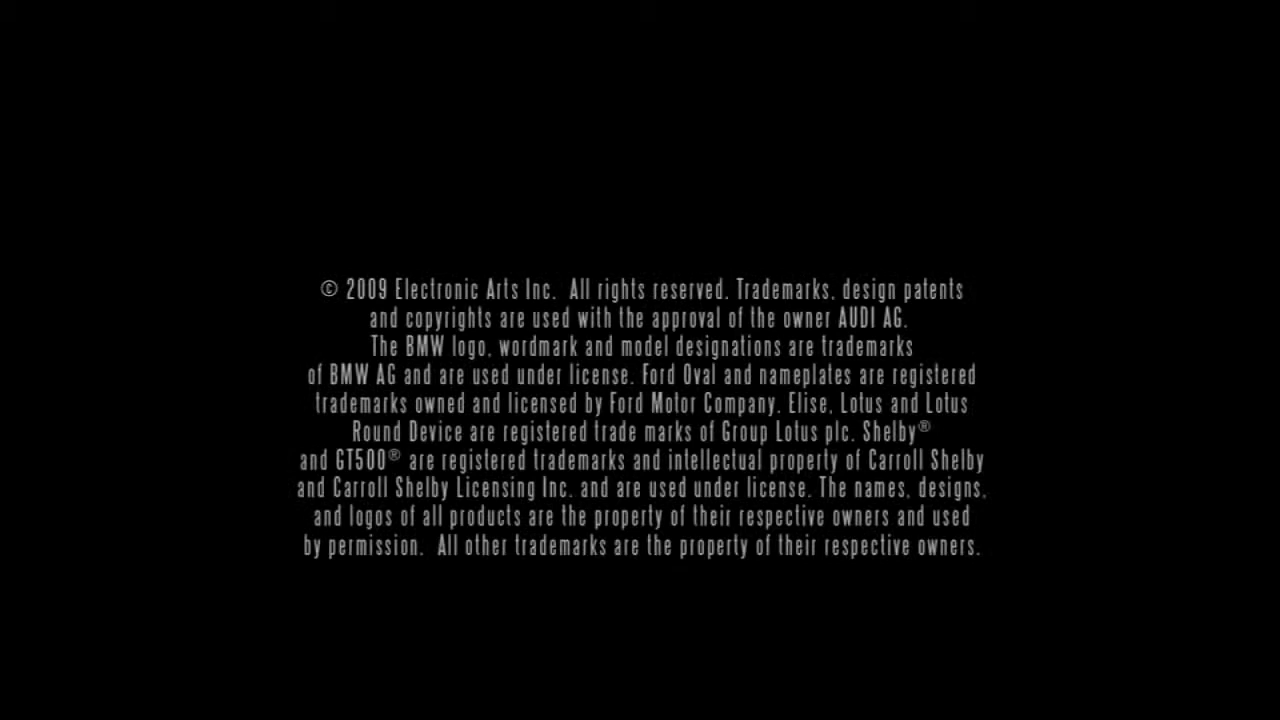 © 2009 Electronic Arts Inc.  All rights reserved. Trademarks, design patents
and copyrights are used with the approval of the owner AUDI AG.
The BMW logo, wordmark and model designations are trademarks
of BMW AG and are used under license. Ford Oval and nameplates are registered
trademarks owned and licensed by Ford Motor Company. Elise, Lotus and Lotus
Round Device are registered trade marks of Group Lotus plc. Shelby®
and GT500® are registered trademarks and intellectual property of Carroll Shelby
and Carroll Shelby Licensing Inc. and are used under license. The names, designs,
and logos of all products are the property of their respective owners and used
by permission.  All other trademarks are the property of their respective owners.